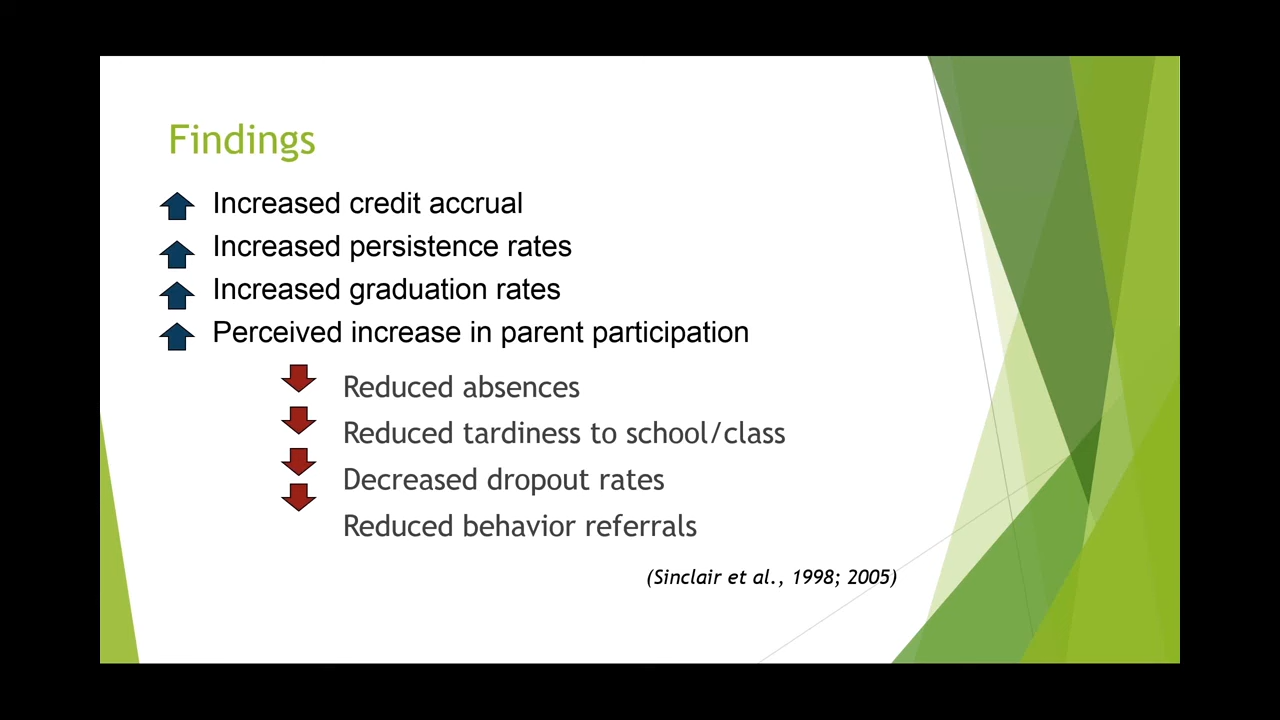 Findings
Increased credit accrual
Increased persistence rates
Increased graduation rates
Perceived increase in parent participation
Reduced absences
Reduced tardiness to school/class
Decreased dropout rates
Reduced behavior referrals
(Sinclair et al., 1998; 2005)